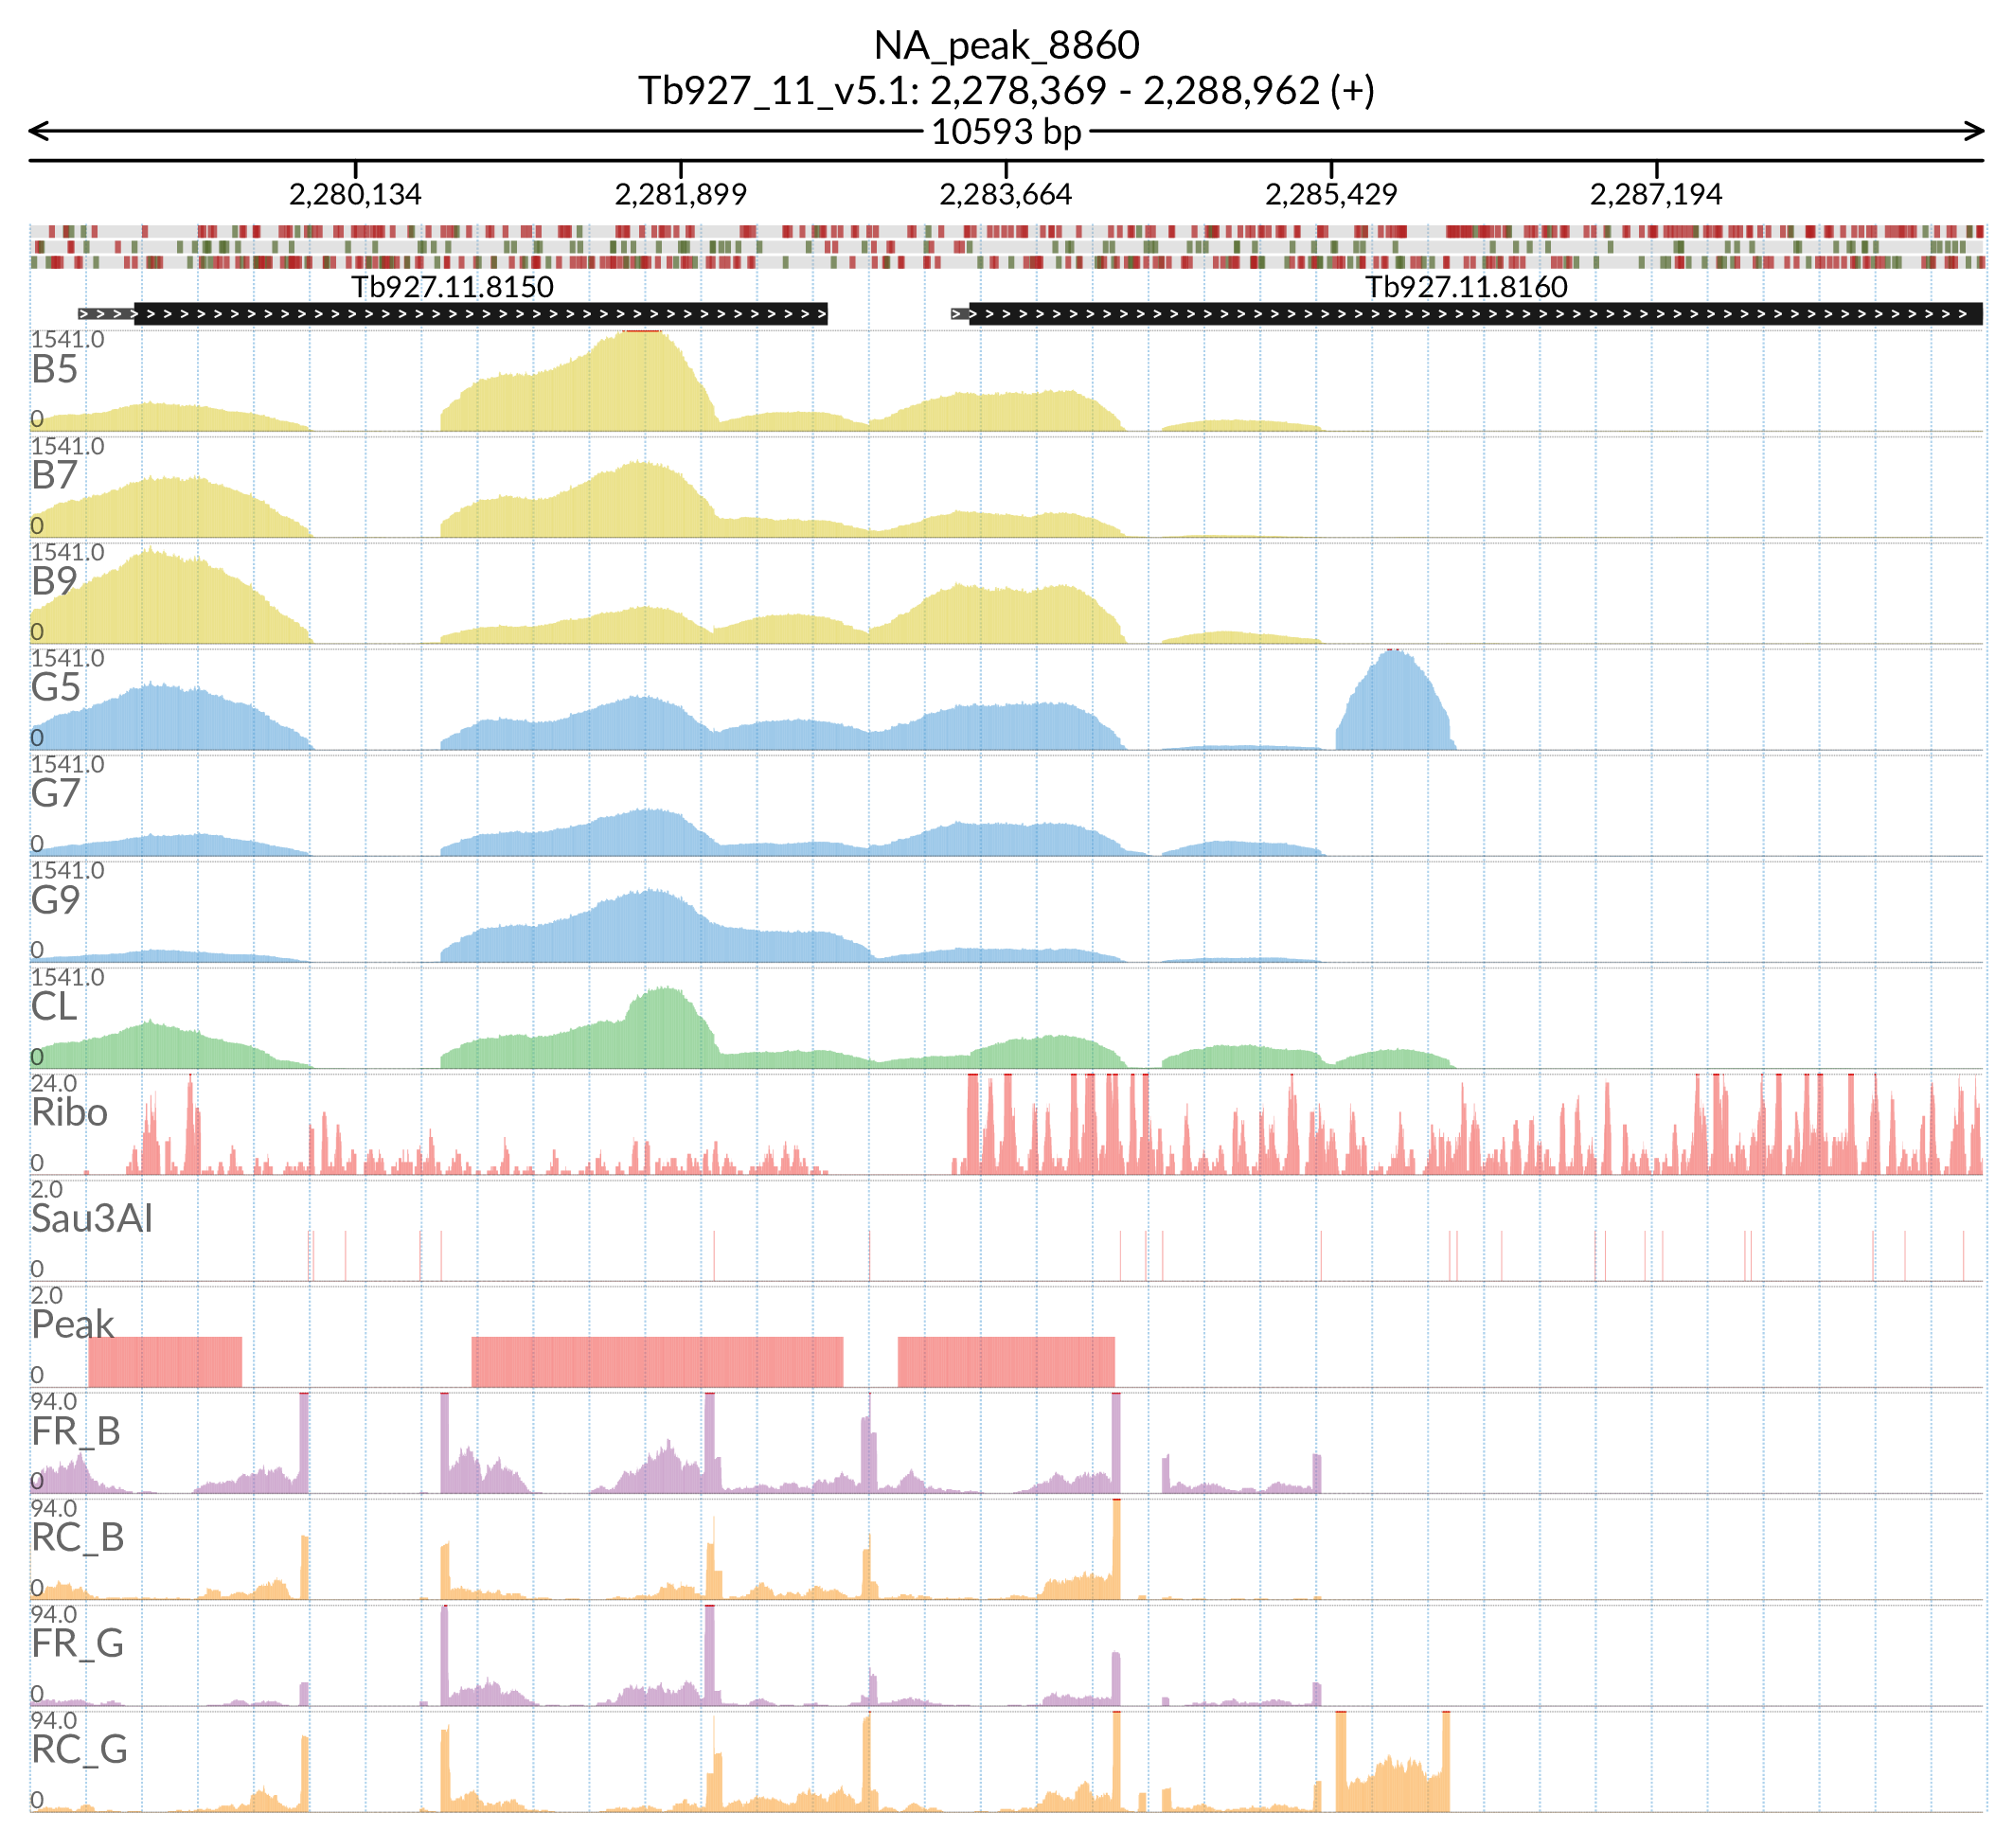 NA_peak_8860
Tb927_11_v5.1: 2,278,369 - 2,288,962 (+)
10593 bp
2,280,134 2,281,899 2,283,664 2,285,429 2,287,194
Tb927.11.8150 Tb927.11.8160
1541.0
B5
0
1541.0
B7
0
1541.0
B9
0
1541.0
G5
0
1541.0
G7
0
1541.0
G9
0
1541.0
CL
0
24.0
Ribo
0
2.0
Sau3AI
0
2.0
Peak
0
94.0
FR_B
0
94.0
RC_B
0
94.0
FR_G
0
94.0
RC_G
0